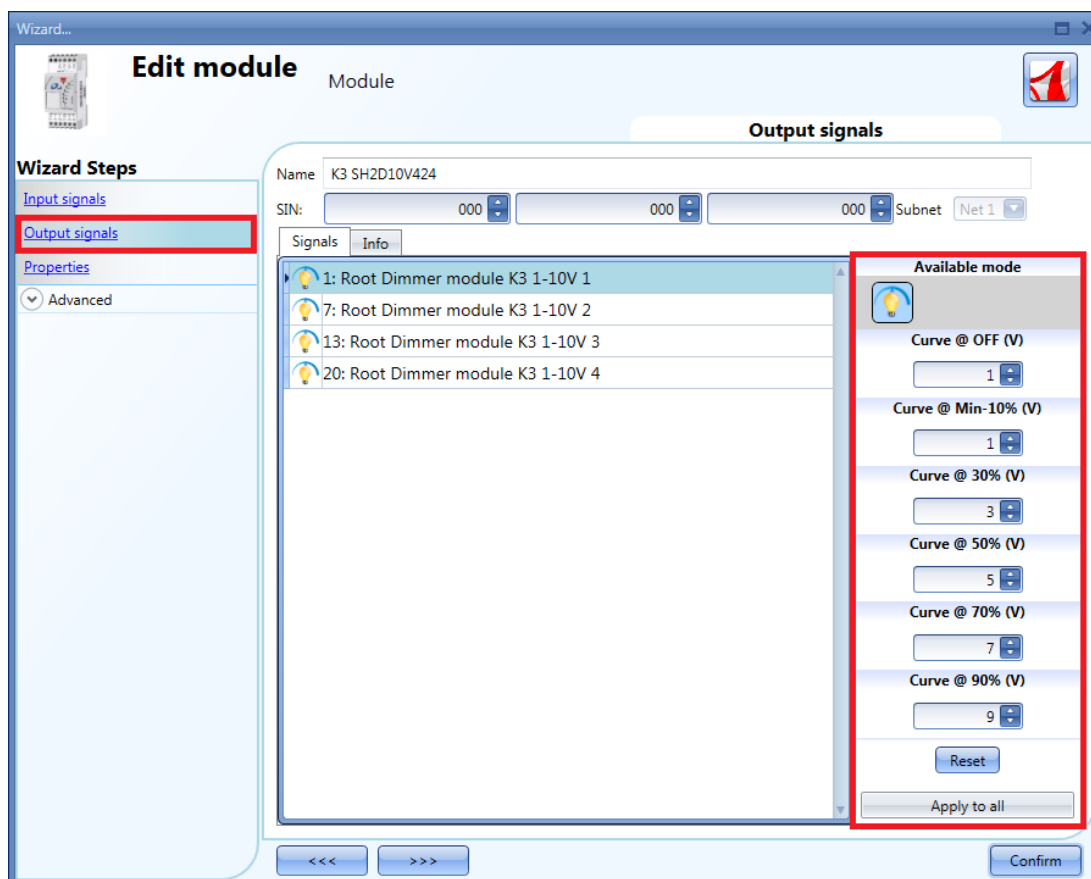 Wizard...
Edit module
Module
Output signals
Wizard Steps
Input signals
Output signals
Properties
Advanced
Name K3 SH2D10V424
SIN: 000 000 000 Subnet Net 1
Signals Info
1: Root Dimmer module K3 1-10V 1
7: Root Dimmer module K3 1-10V 2
13: Root Dimmer module K3 1-10V 3
20: Root Dimmer module K3 1-10V 4
Available mode
Curve @ OFF (V)
1
Curve @ Min-10% (V)
1
Curve @ 30% (V)
3
Curve @ 50% (V)
5
Curve @ 70% (V)
7
Curve @ 90% (V)
9
Reset
Apply to all
<<< >>>
Confirm